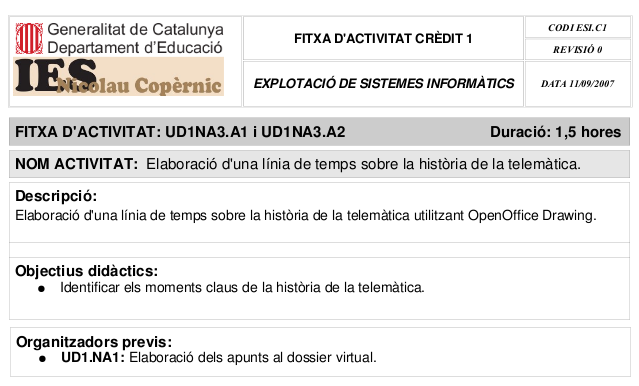 Generalitat de Catalunya
Departament d'Educació
IES
Nicolau Copèrnic
FITXA D'ACTIVITAT CRÈDIT 1
EXPLOTACIÓ DE SISTEMES INFORMÀTICS
CODI ESI.C1
REVISIÓ 0
DATA 11/09/2007
FITXA D'ACTIVITAT: UD1NA3.A1 i UD1NA3.A2 Duració: 1,5 hores
NOM ACTIVITAT: Elaboració d'una línia de temps sobre la història de la telemàtica.
Descripció:
Elaboració d'una línia de temps sobre la història de la telemàtica utilitzant OpenOffice Drawing.
Objectius didàctics:
● Identificar els moments claus de la història de la telemàtica.
Organitzadors previs:
● UD1.NA1: Elaboració dels apunts al dossier virtual.